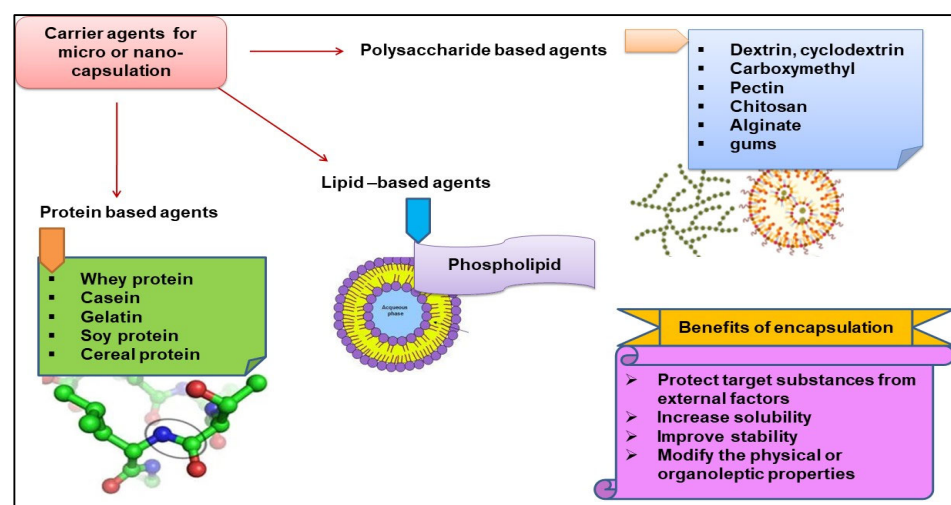 Carrier agents for
micro or nano-
capsulation
Polysaccharide based agents
Dextrin, cyclodextrin
Carboxymethyl
Pectin
Chitosan
Alginate
gums
Lipid –based agents
Phospholipid
Acqueous
phase
Protein based agents
Whey protein
Casein
Gelatin
Soy protein
Cereal protein
Benefits of encapsulation
Protect target substances from
external factors
Increase solubility
Improve stability
Modify the physical or
organoleptic properties